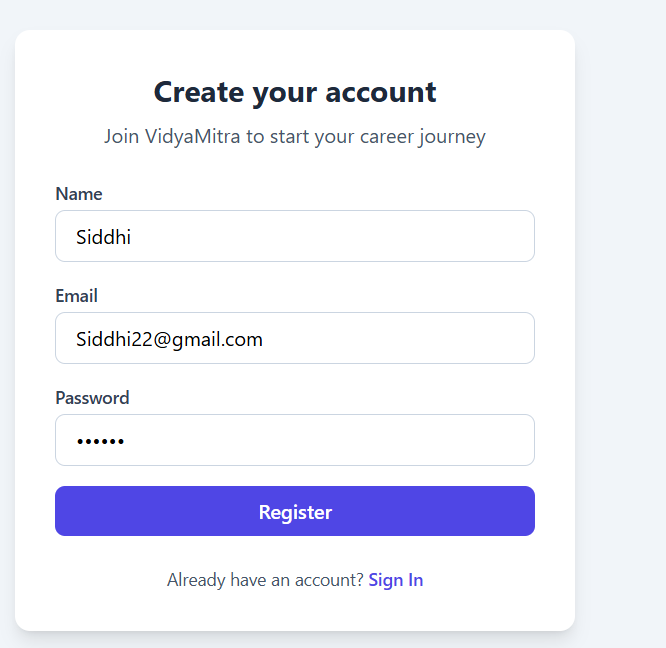 Create your account
Join VidyaMitra to start your career journey
Name
Siddhi
Email
Siddhi22@gmail.com
Password
••••••
Register
Already have an account? Sign In